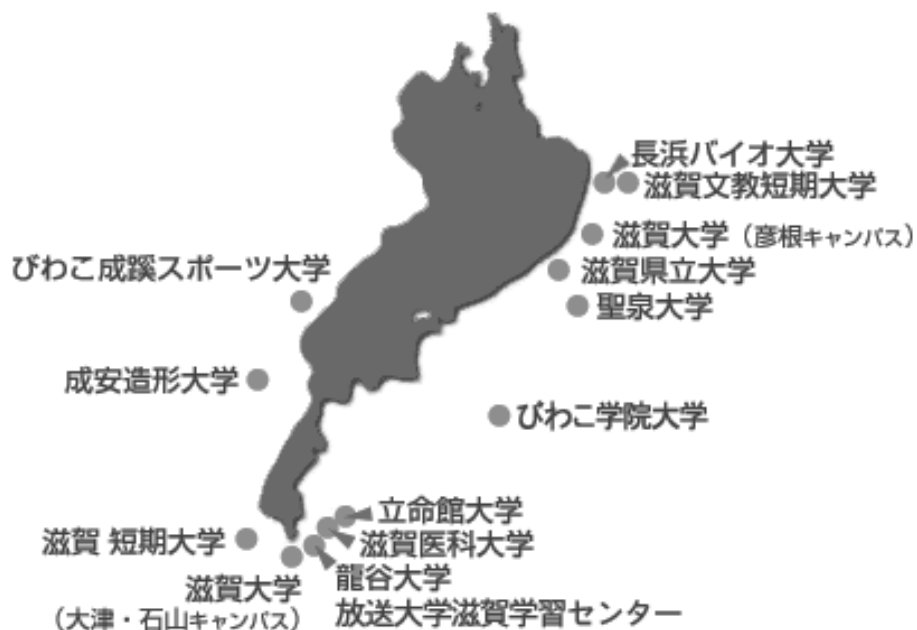 長浜バイオ大学
滋賀文教短期大学
滋賀大学（彦根キャンパス）
びわこ成蹊スポーツ大学
滋賀県立大学
聖泉大学
成安造形大学
びわこ学院大学
立命館大学
滋賀 短期大学
滋賀医科大学
龍谷大学
滋賀大学
（大津・石山キャンパス）
放送大学滋賀学習センター